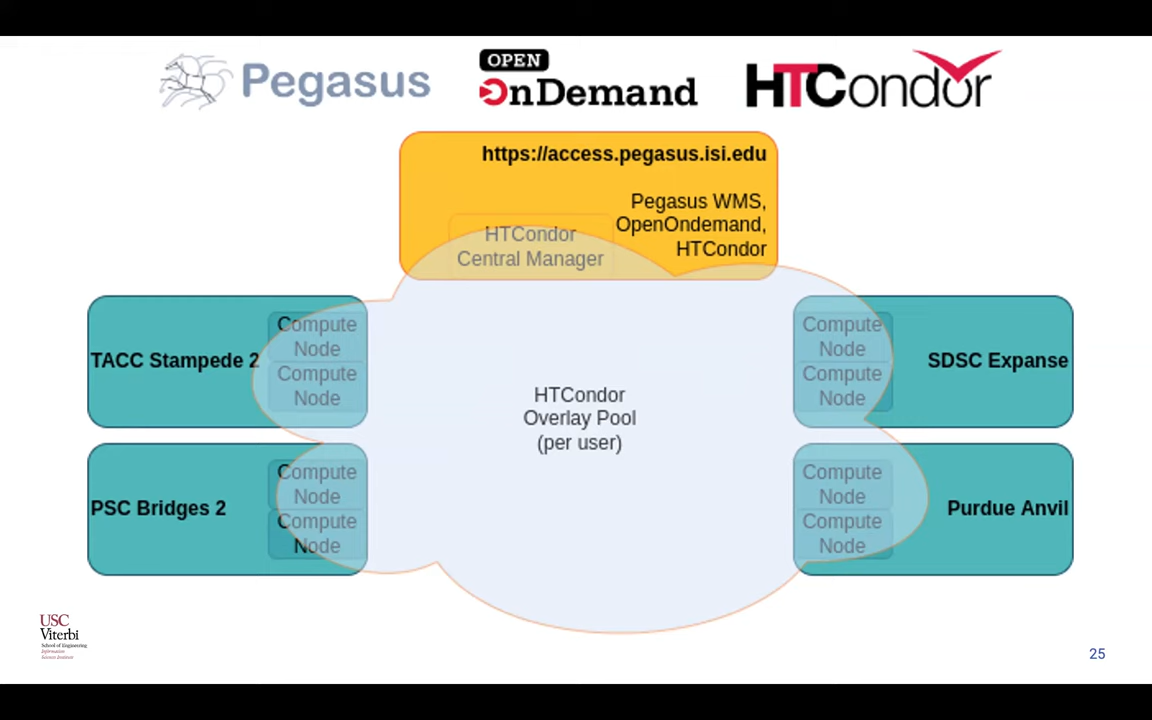 Pegasus
OPEN
OnDemand
HTCondor
https://access.pegasus.isi.edu
Pegasus WMS,
OpenOndemand,
HTCondor
HTCondor
Central Manager
TACC Stampede 2
Compute
Node
Compute
Node
Compute
Node
Compute
Node
SDSC Expanse
HTCondor
Overlay Pool
(per user)
PSC Bridges 2
Compute
Node
Compute
Node
Compute
Node
Compute
Node
Purdue Anvil
USC
Viterbi
School of Engineering
Information
Sciences Institute
25